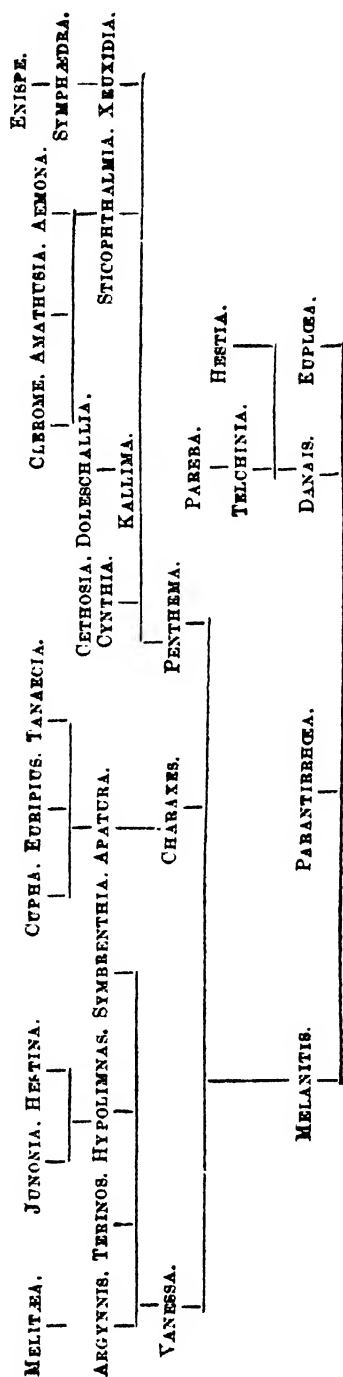 MELITÆA. JUNONIA. HESTINA. CUPHA. EURIPIUS. TANAECIA. CLEROME. AMATHUSIA. AEMONA. ENISPE.
SYMPHÆDRA.
CETHOSIA. DOLESCHALLIA.
ARGYNNIS. TERINOS. HYPOLIMNAS. SYMBRENTHIA. APATURA. CYNTHIA. STICOPHTHALMIA. XEUXIDIA.
KALLIMA.
VANESSA. CHARAXES. PENTHEMA.
PAREBA.
TELCHINIA. HESTIA.
MELANITIS. PARANTIRRHŒA. DANAIS. EUPLŒA.